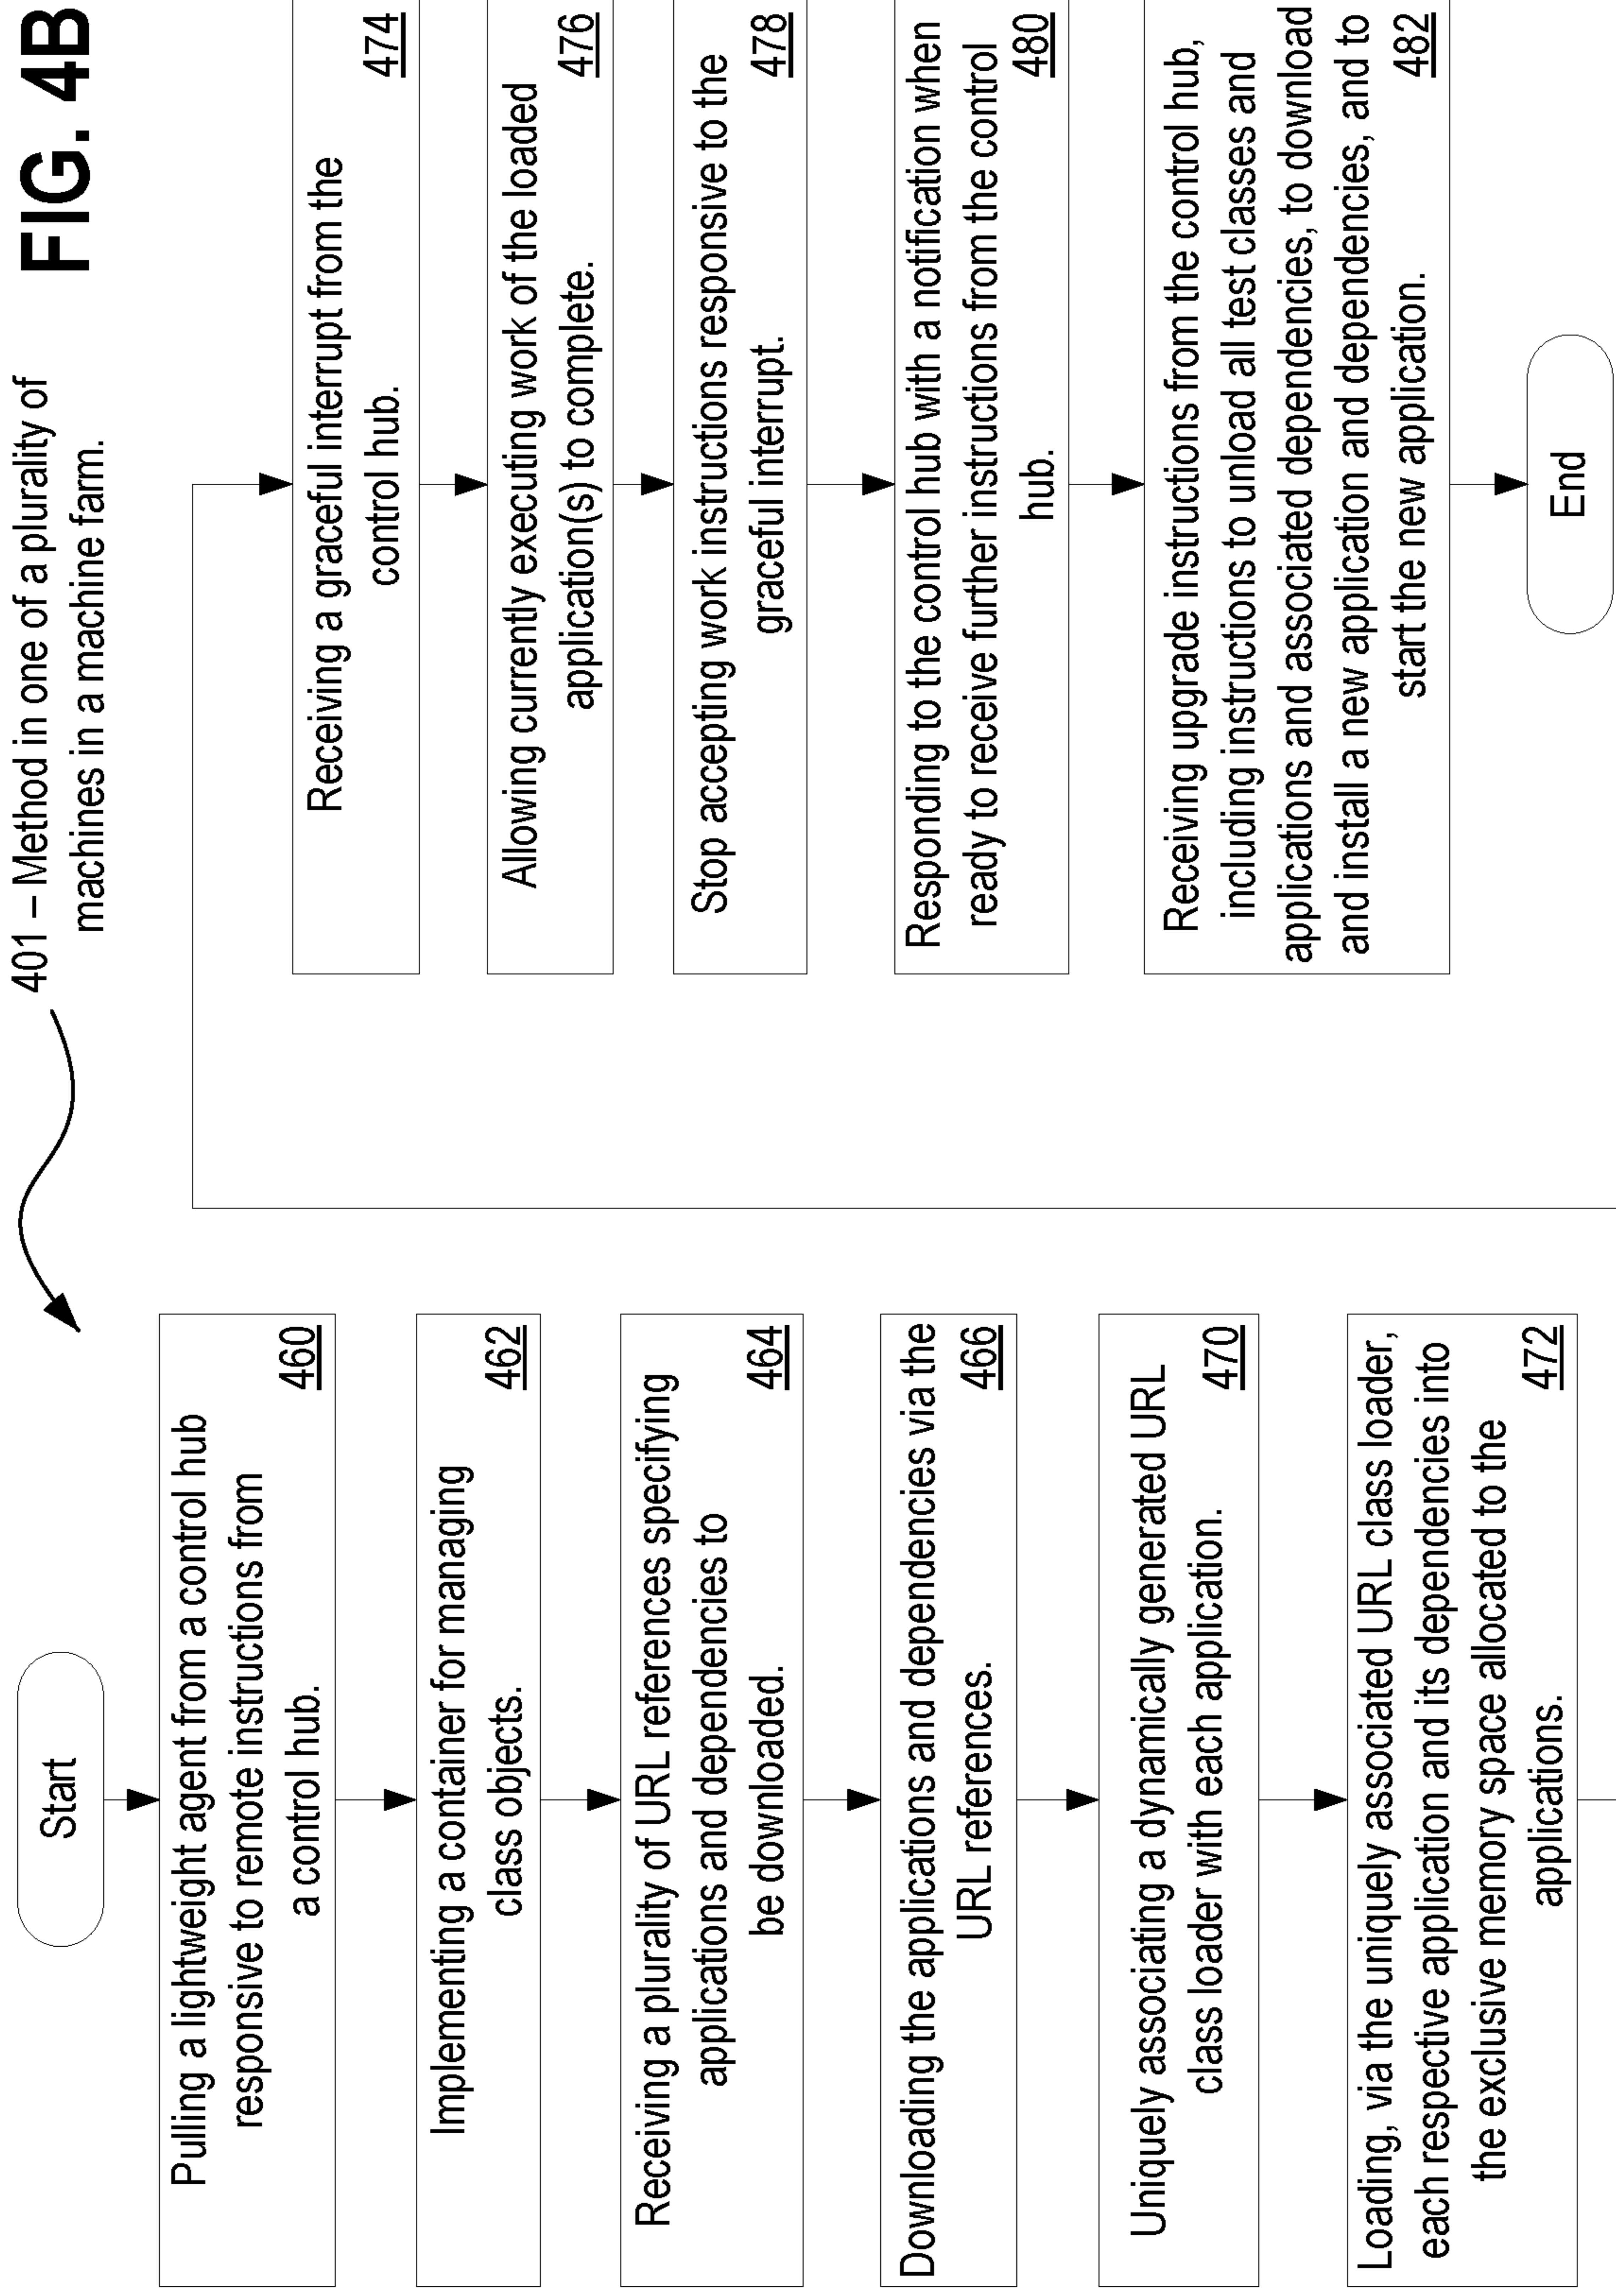 401 – Method in one of a plurality of
machines in a machine farm.
FIG. 4B
Start
Pulling a lightweight agent from a control hub
responsive to remote instructions from
a control hub.
460
Implementing a container for managing
class objects.
462
Receiving a plurality of URL references specifying
applications and dependencies to
be downloaded.
464
Downloading the applications and dependencies via the
URL references.
466
Uniquely associating a dynamically generated URL
class loader with each application.
470
Loading, via the uniquely associated URL class loader,
each respective application and its dependencies into
the exclusive memory space allocated to the
applications.
472
Receiving a graceful interrupt from the
control hub.
474
Allowing currently executing work of the loaded
application(s) to complete.
476
Stop accepting work instructions responsive to the
graceful interrupt.
478
Responding to the control hub with a notification when
ready to receive further instructions from the control
hub.
480
Receiving upgrade instructions from the control hub,
including instructions to unload all test classes and
applications and associated dependencies, to download
and install a new application and dependencies, and to
start the new application.
482
End